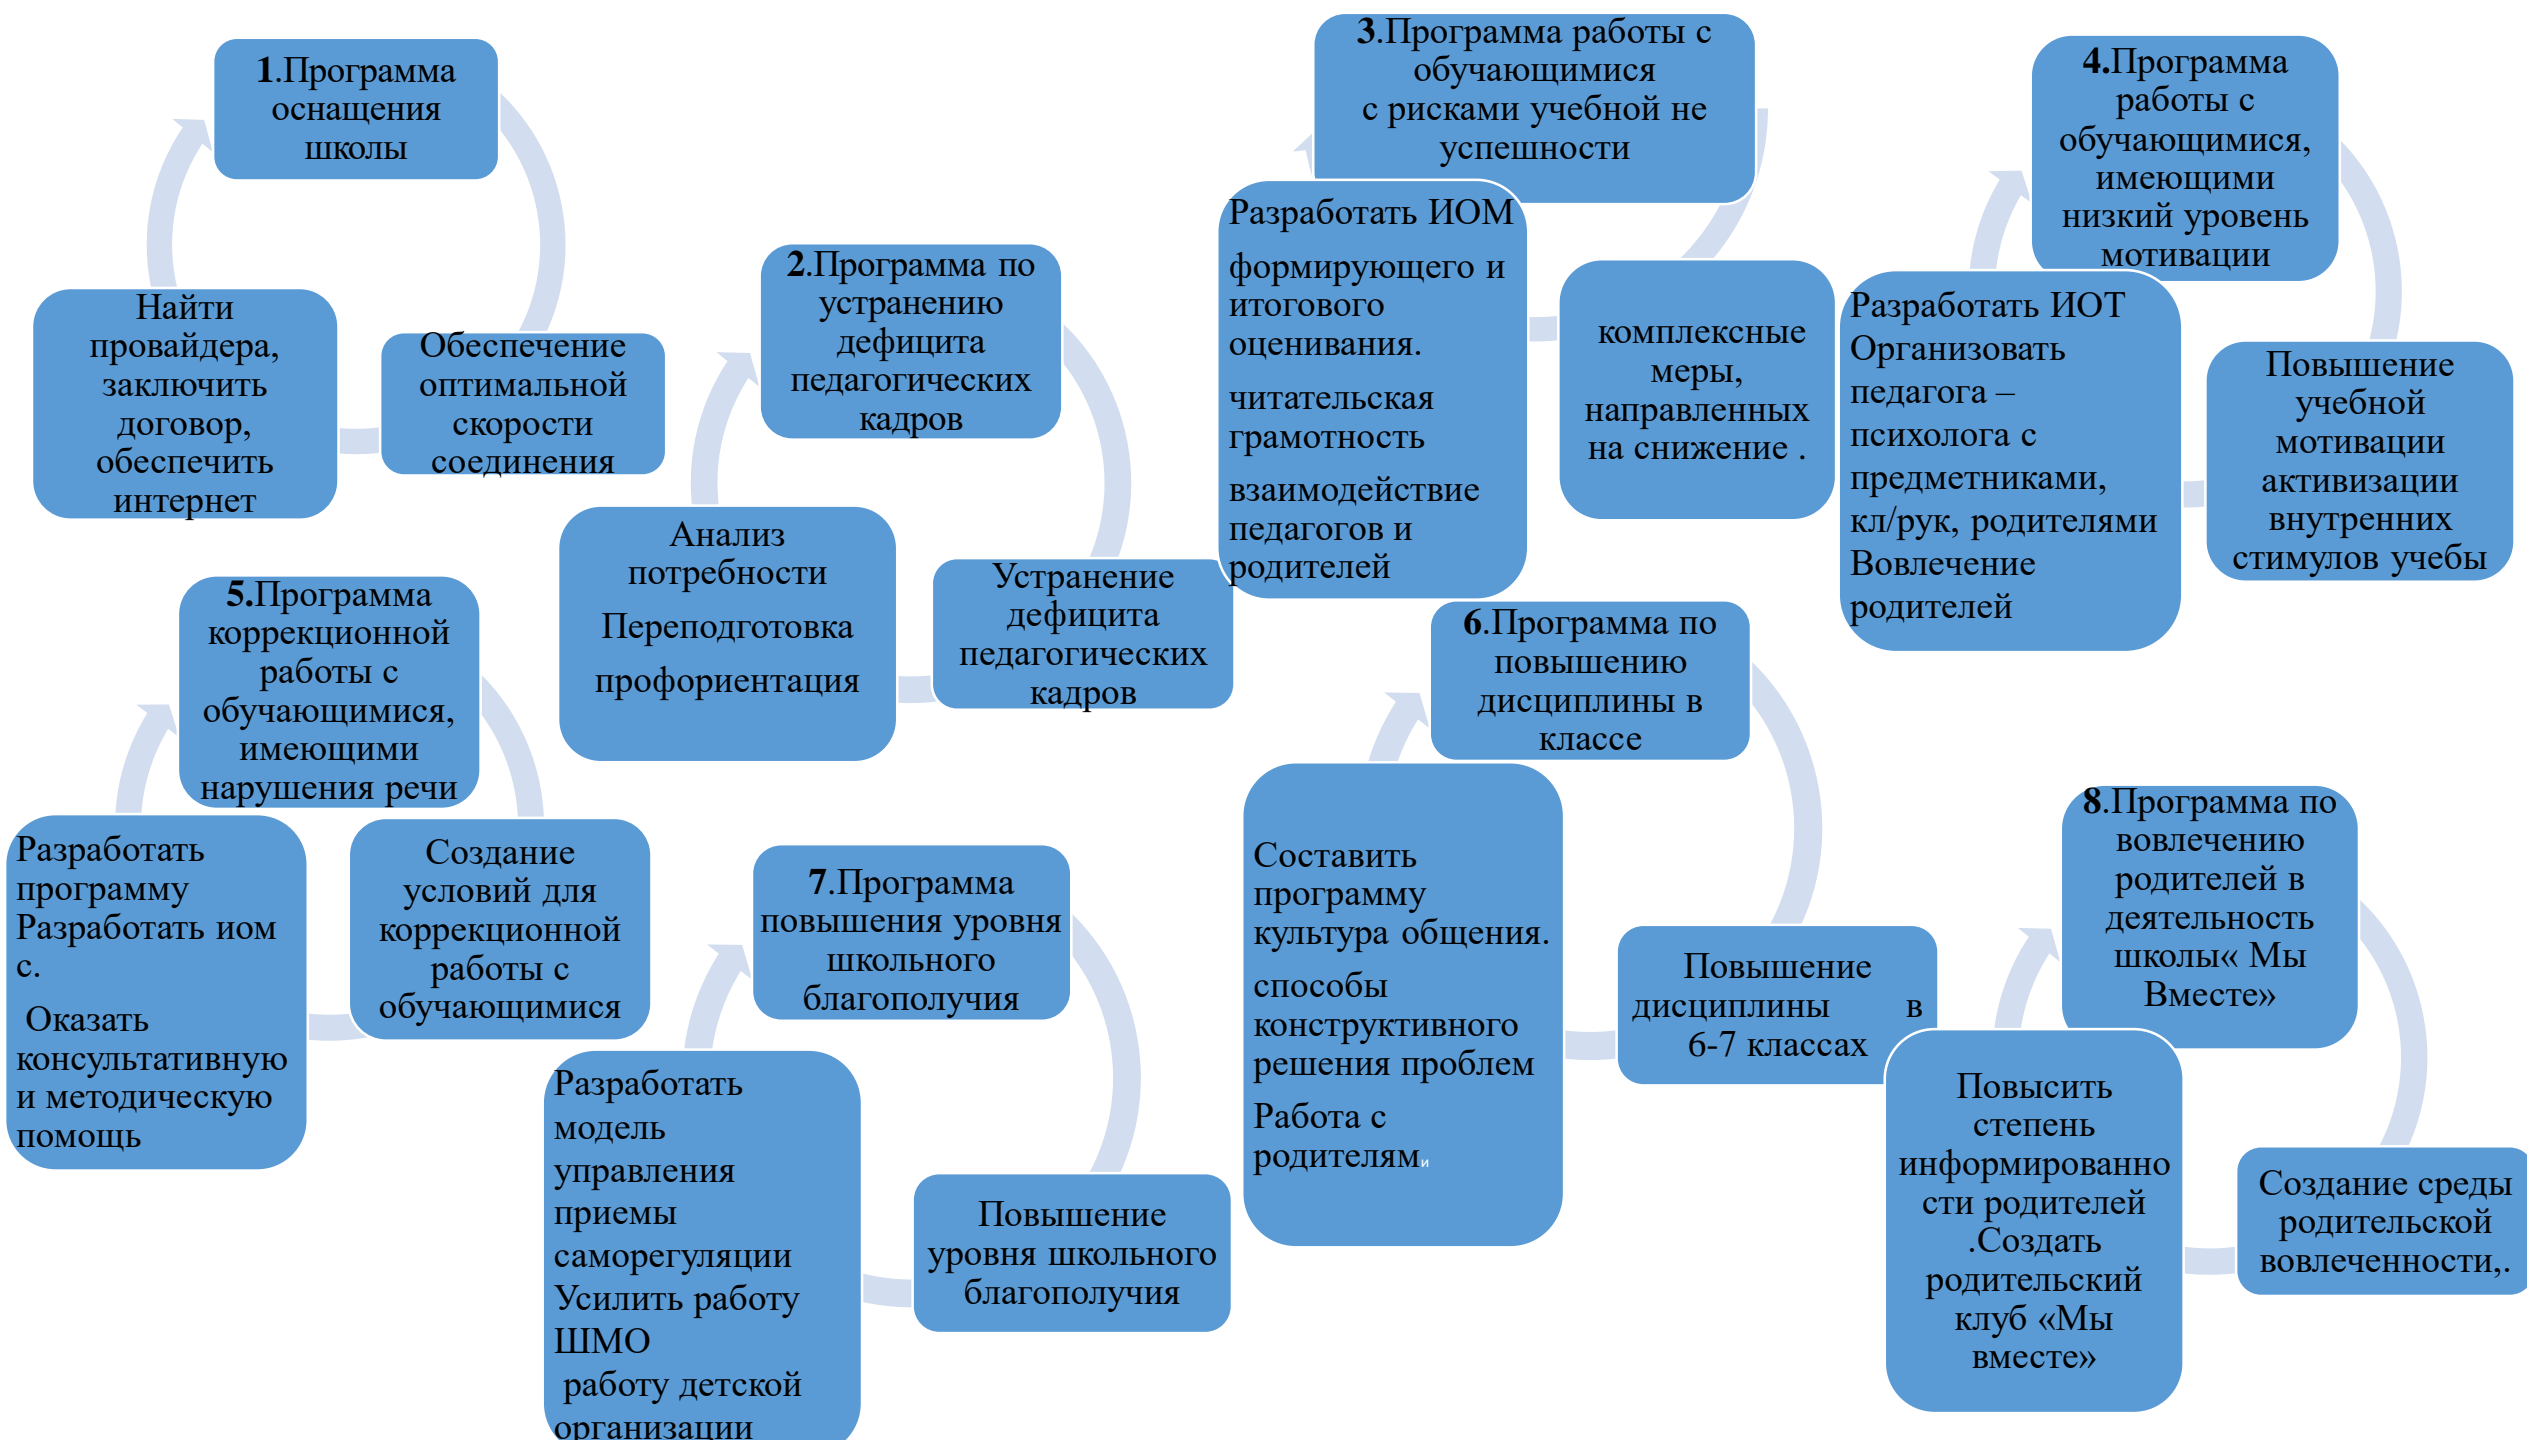 1.Программа
оснащения
школы
Найти
провайдера,
заключить
договор,
обеспечить
интернет
Обеспечение
оптимальной
скорости
соединения
2.Программа по
устранению
дефицита
педагогических
кадров
Анализ
потребности
Переподготовка
профориентация
Устранение
дефицита
педагогических
кадров
3.Программа работы с
обучающимися
с рисками учебной не
успешности
Разработать ИОМ
формирующего и
итогового
оценивания.
читательская
грамотность
взаимодействие
педагогов и
родителей
комплексные
меры,
направленных
на снижение .
4.Программа
работы с
обучающимися,
имеющими
низкий уровень
мотивации
Разработать ИОТ
Организовать
педагога –
психолога с
предметниками,
кл/рук, родителями
Вовлечение
родителей
Повышение
учебной
мотивации
активизации
внутренних
стимулов учебы
5.Программа
коррекционной
работы с
обучающимися,
имеющими
нарушения речи
Разработать
программу
Разработать иом
с.
Оказать
консультативную
и методическую
помощь
Создание
условий для
коррекционной
работы с
обучающимися
6.Программа по
повышению
дисциплины в
классе
Составить
программу
культура общения.
способы
конструктивного
решения проблем
Работа с
родителями
Повышение
дисциплины в
6-7 классах
7.Программа
повышения уровня
школьного
благополучия
Разработать
модель
управления
приемы
саморегуляции
Усилить работу
ШМО
работу детской
организации
Повышение
уровня школьного
благополучия
8.Программа по
вовлечению
родителей в
деятельность
школы« Мы
Вместе»
Повысить
степень
информированно
сти родителей
.Создать
родительский
клуб «Мы
вместе»
Создание среды
родительской
вовлеченности,.